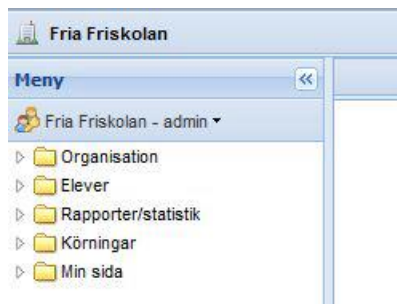 Fria Friskolan
Meny
Fria Friskolan - admin
Organisation
Elever
Rapporter/statistik
Körningar
Min sida